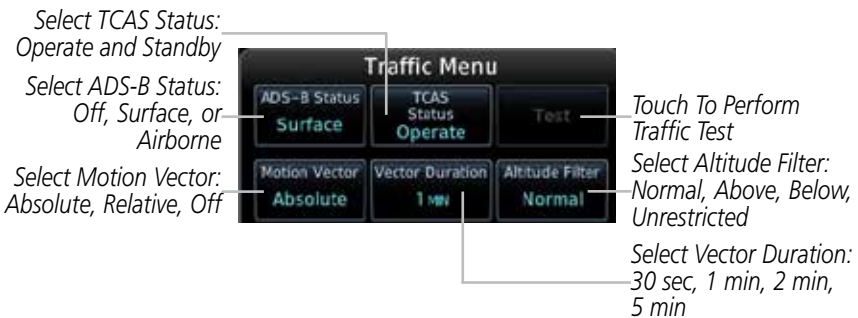 Select TCAS Status:
Operate and Standby
Select ADS-B Status:
Off, Surface, or
Airborne
Select Motion Vector:
Absolute, Relative, Off
Traffic Menu
ADS-B Status
Surface
TCAS
Status
Operate
Test
Motion Vector
Absolute
Vector Duration
1 MIN
Altitude Filter
Normal
Touch To Perform
Traffic Test
Select Altitude Filter:
Normal, Above, Below,
Unrestricted
Select Vector Duration:
30 sec, 1 min, 2 min,
5 min